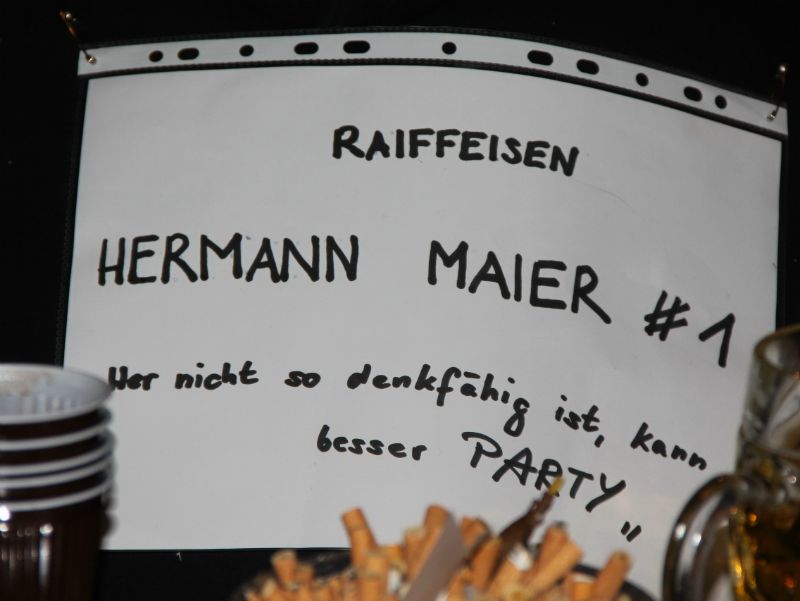 RAIFFEISEN
HERMANN MAIER #1
Wer nicht so denkfähig ist, kann
besser PARTY"